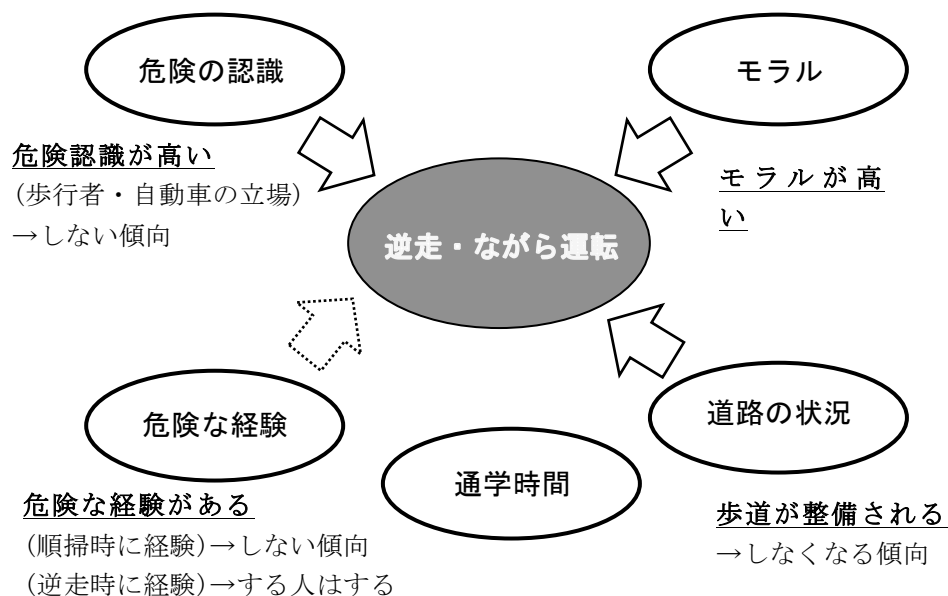 危険の認識
モラル
危険認識が高い
(歩行者・自動車の立場)
→しない傾向
モラルが高
い
逆走・ながら運転
危険な経験
道路の状況
通学時間
危険な経験がある
(順掃時に経験)→しない傾向
(逆走時に経験)→する人はする
歩道が整備される
→しなくなる傾向